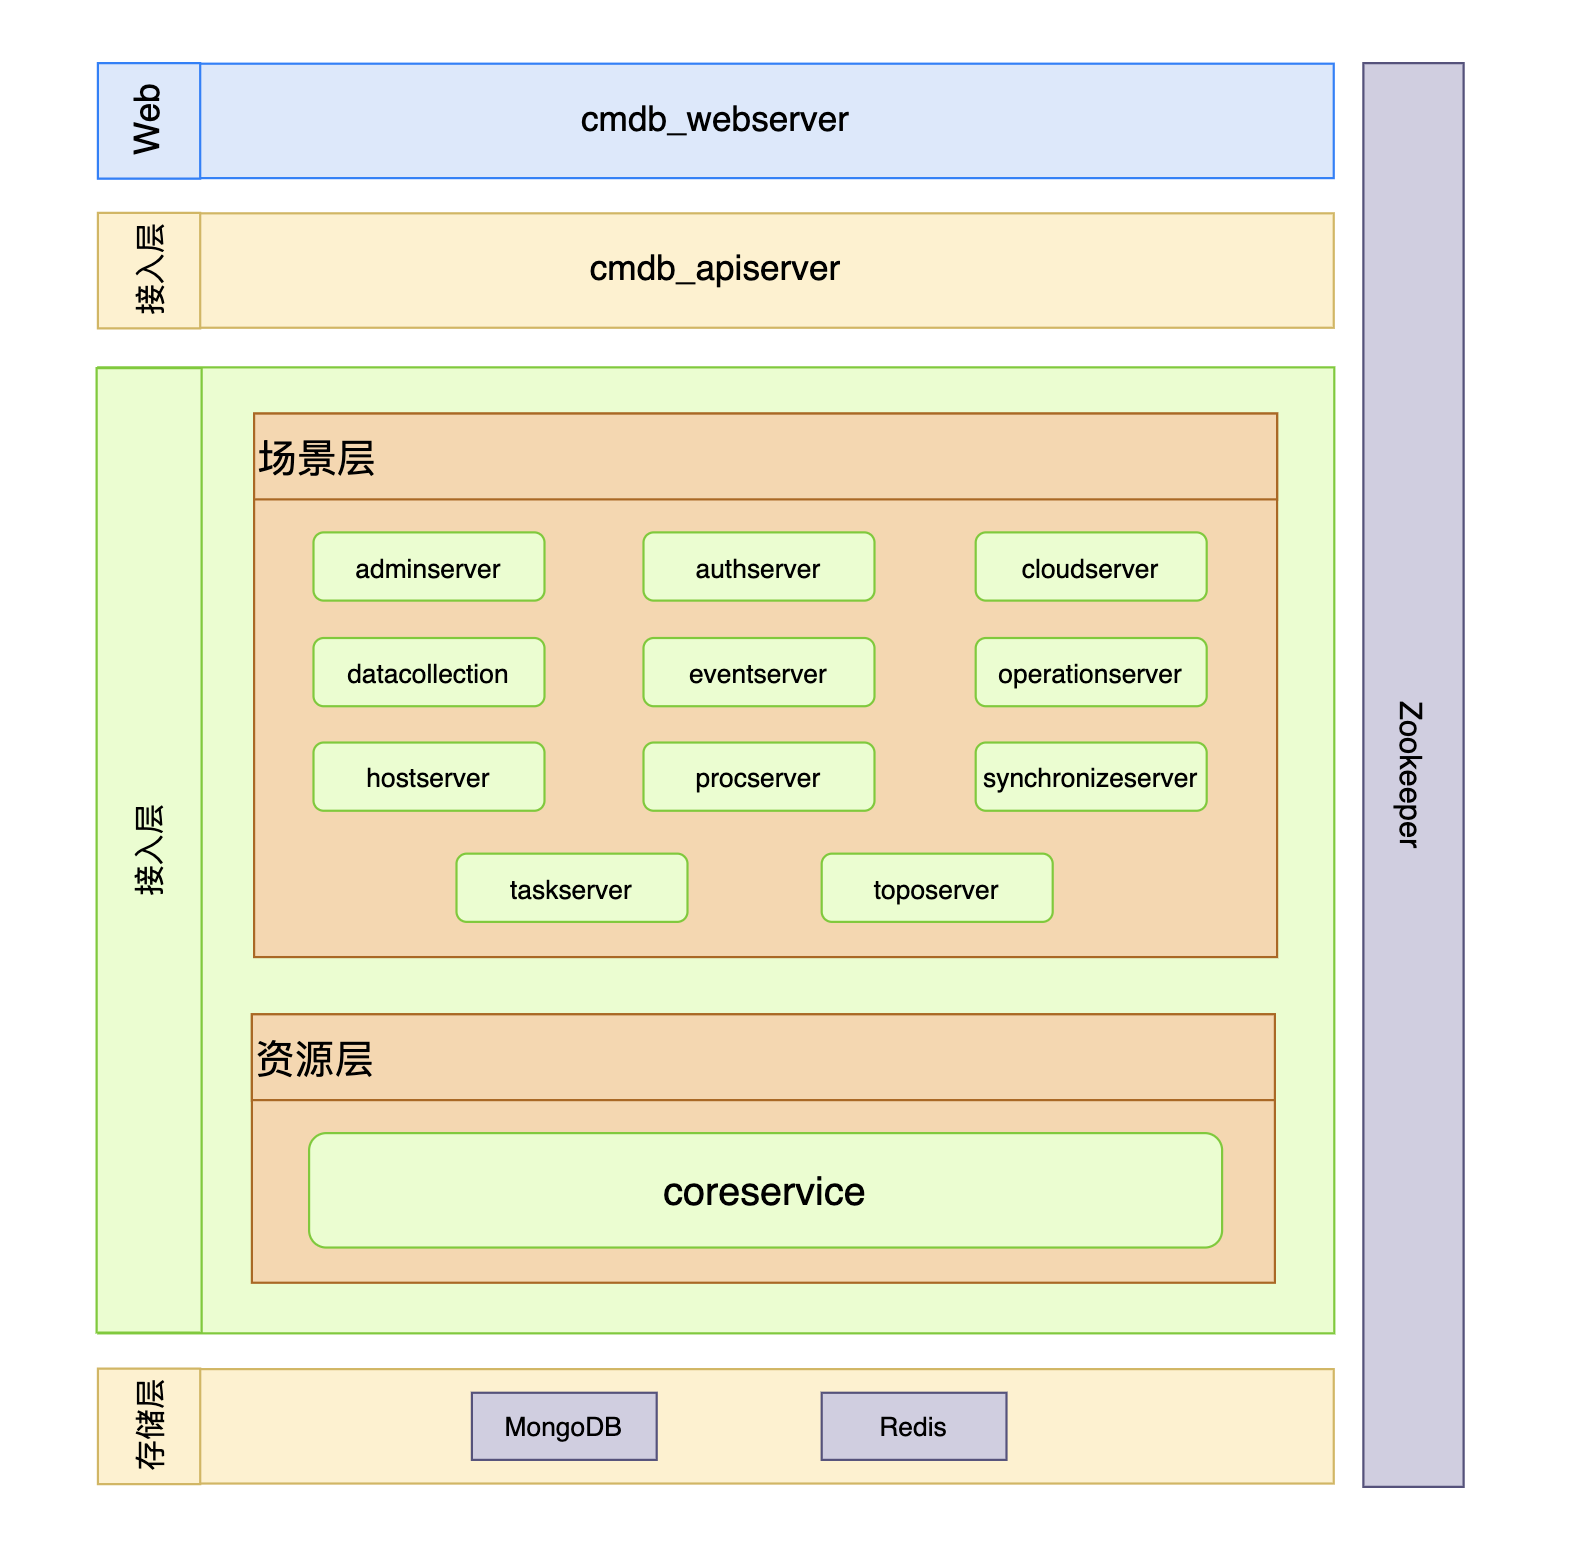 Web
cmdb_webserver
接入层
cmdb_apiserver
接入层
场景层
adminserver
authserver
cloudserver
datacollection
eventserver
operationserver
hostserver
procserver
synchronizeserver
taskserver
toposerver
资源层
coreservice
存储层
MongoDB
Redis
Zookeeper